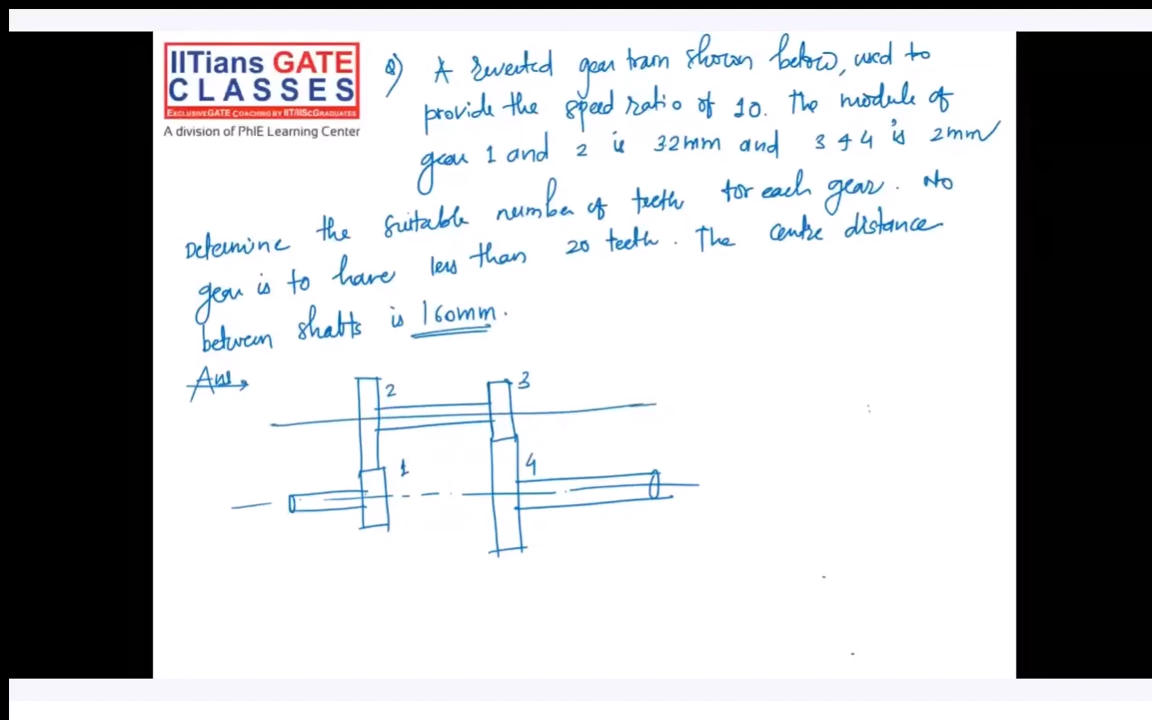 IITians GATE
CLASSES
EXCLUSIVE GATE COACHING BY IIT/IISC GRADUATES
A division of PhIE Learning Center
Q) A reverted gear train shown below, used to
provide the speed ratio of 10. The module of
gear 1 and 2 is 32mm and 3 & 4 is 2mm
Determine the suitable number of teeth for each gear. No
gear is to have less than 20 teeth. The centre distance
between shafts is 160mm.
Ans→
2
3
1
4